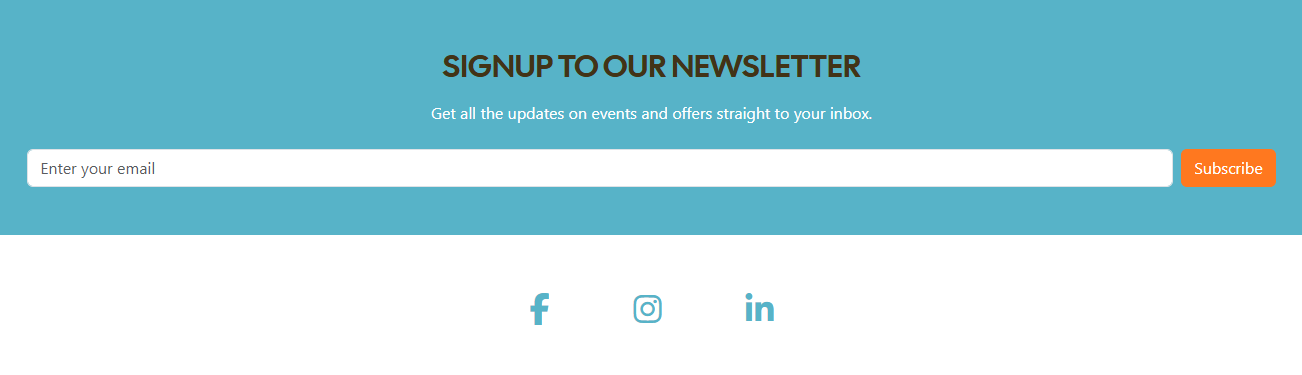 SIGNUP TO OUR NEWSLETTER
Get all the updates on events and offers straight to your inbox.
Enter your email
Subscribe